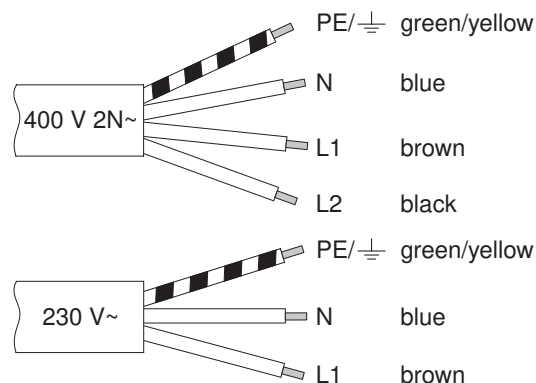 PE/⏚ green/yellow
N blue
400 V 2N~
L1 brown
L2 black
PE/⏚ green/yellow
230 V~
N blue
L1 brown